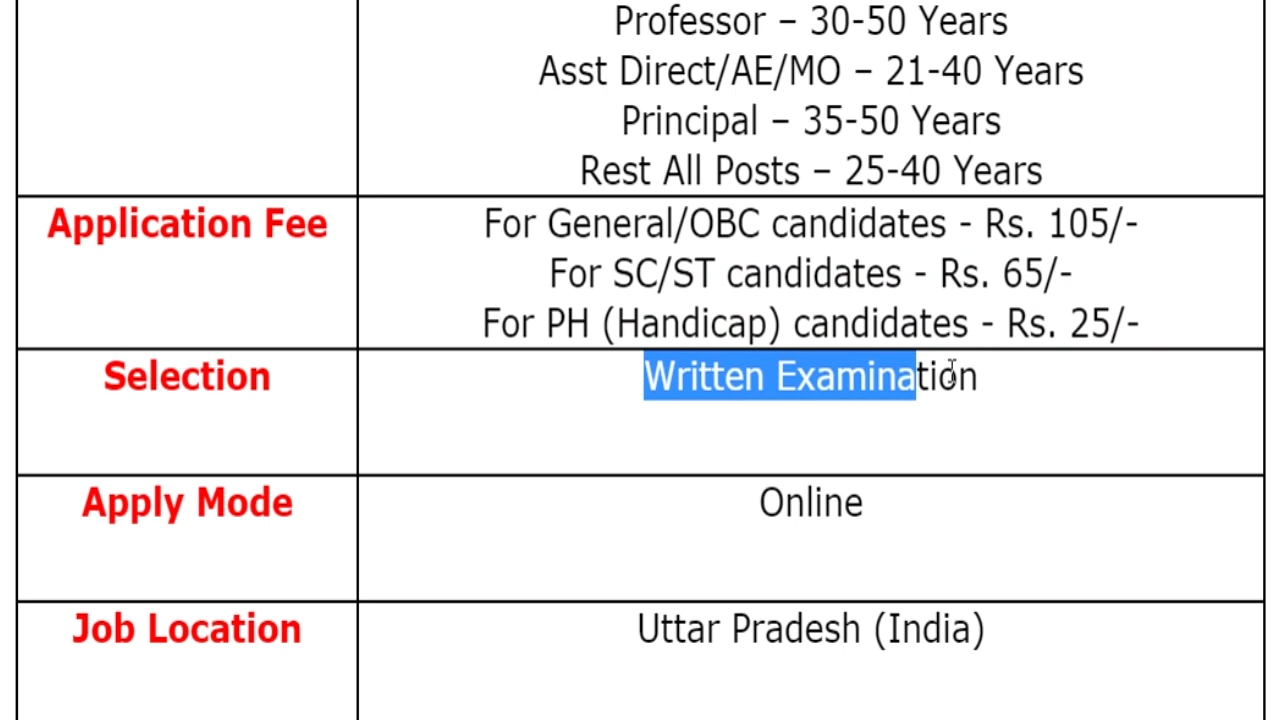 Professor – 30-50 Years
Asst Direct/AE/MO – 21-40 Years
Principal – 35-50 Years
Rest All Posts – 25-40 Years
Application Fee
For General/OBC candidates - Rs. 105/-
For SC/ST candidates - Rs. 65/-
For PH (Handicap) candidates - Rs. 25/-
Selection
Written Examination
Apply Mode
Online
Job Location
Uttar Pradesh (India)